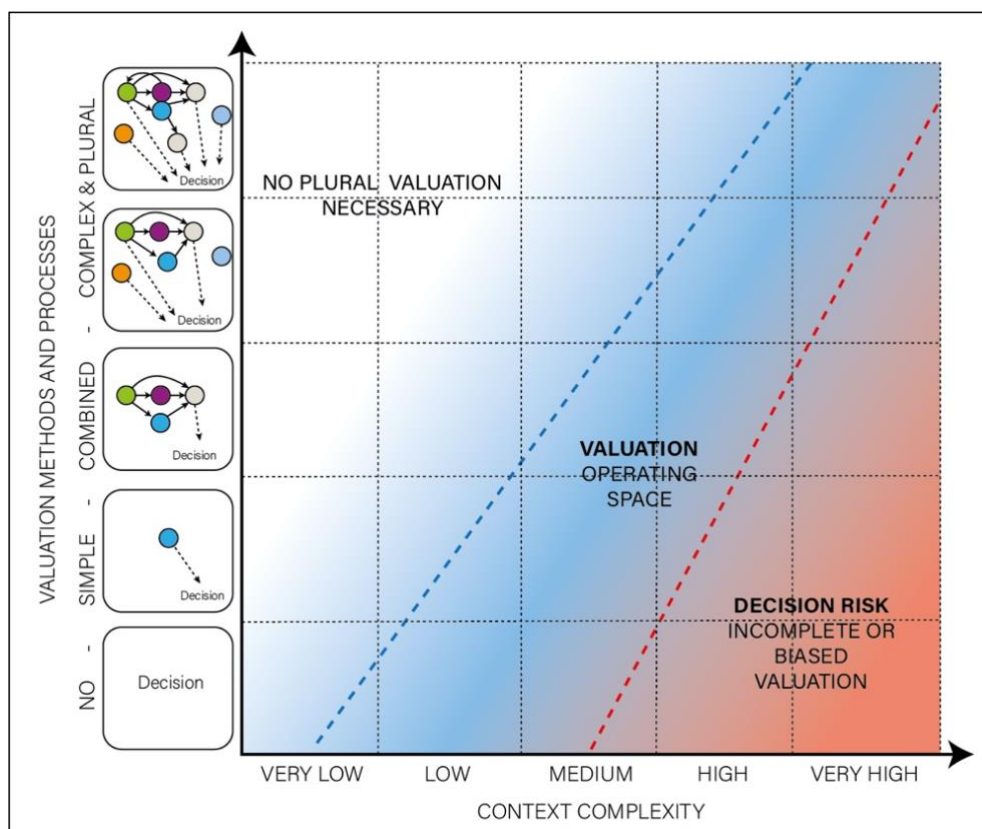 VALUATION METHODS AND PROCESSES
NO - SIMPLE - COMBINED - COMPLEX & PLURAL
Decision
Decision
Decision
Decision
Decision
NO PLURAL VALUATION
NECESSARY
VALUATION
OPERATING
SPACE
DECISION RISK
INCOMPLETE OR
BIASED
VALUATION
VERY LOW LOW MEDIUM HIGH VERY HIGH
CONTEXT COMPLEXITY